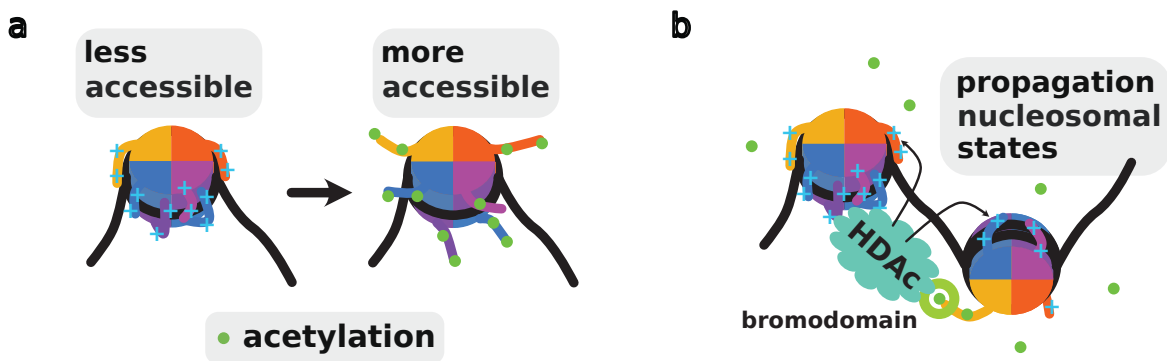 a
less
accessible
more
accessible
acetylation
b
propagation
nucleosomal
states
HDAc
bromodomain